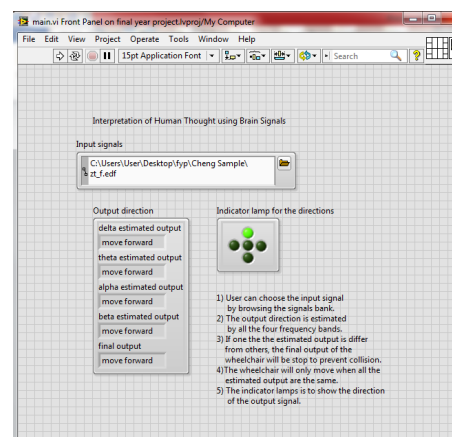 main.vi Front Panel on final year project.lvproj/My Computer
File Edit View Project Operate Tools Window Help
15pt Application Font Search
Interpretation of Human Thought using Brain Signals
Input signals
C:\Users\User\Desktop\fyp\Cheng Sample\
zt_f.edf
Output direction
delta estimated output
move forward
theta estimated output
move forward
alpha estimated output
move forward
beta estimated output
move forward
final output
move forward
Indicator lamp for the directions
1) User can choose the input signal
by browsing the signals bank.
2) The output direction is estimated
by all the four frequency bands.
3) If one the the estimated output is differ
from others, the final output of the
wheelchair will be stop to prevent collision.
4)The wheelchair will only move when all the
estimated output are the same.
5) The indicator lamps is to show the direction
of the output signal.